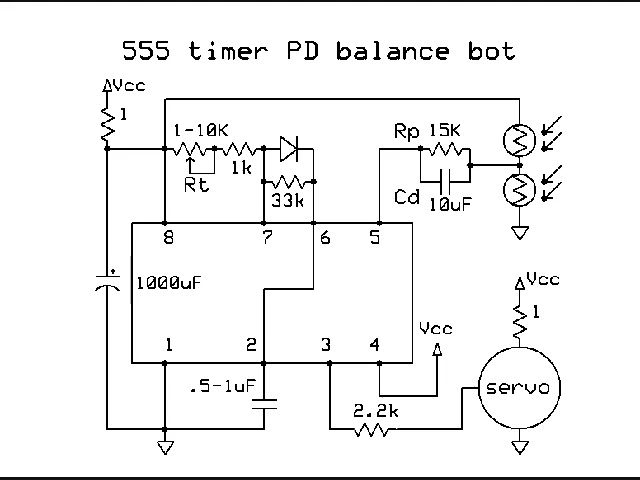 555 timer PD balance bot
Vcc
1
1-10K
1k
Rt
33k
Rp 15K
Cd 10uF
8 7 6 5
1000uF
Vcc
1
1 2 3 4
Vcc
.5-1uF
2.2k
servo